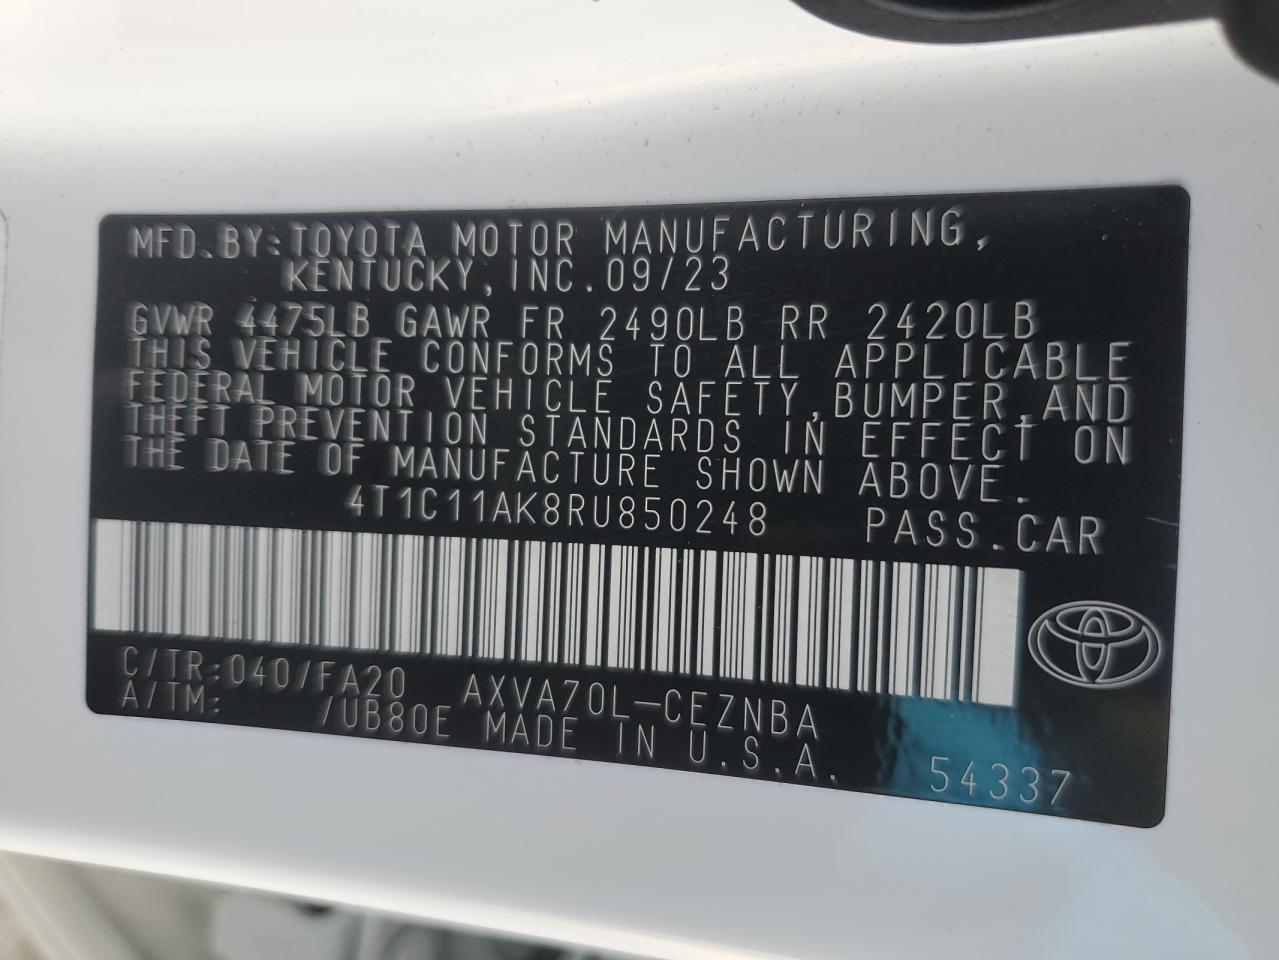 MFD.BY:TOYOTA MOTOR MANUFACTURING,
KENTUCKY,INC.09/23
GVWR 4475LB GAWR FR 2490LB RR 2420LB
THIS VEHICLE CONFORMS TO ALL APPLICABLE
FEDERAL MOTOR VEHICLE SAFETY,BUMPER,AND
THEFT PREVENTION STANDARDS IN EFFECT ON
THE DATE OF MANUFACTURE SHOWN ABOVE.
4T1C11AK8RU850248 PASS.CAR
C/TR:040/FA20 AXVA70L-CEZNBA
A/TM: /UB80E MADE IN U.S.A.
54337